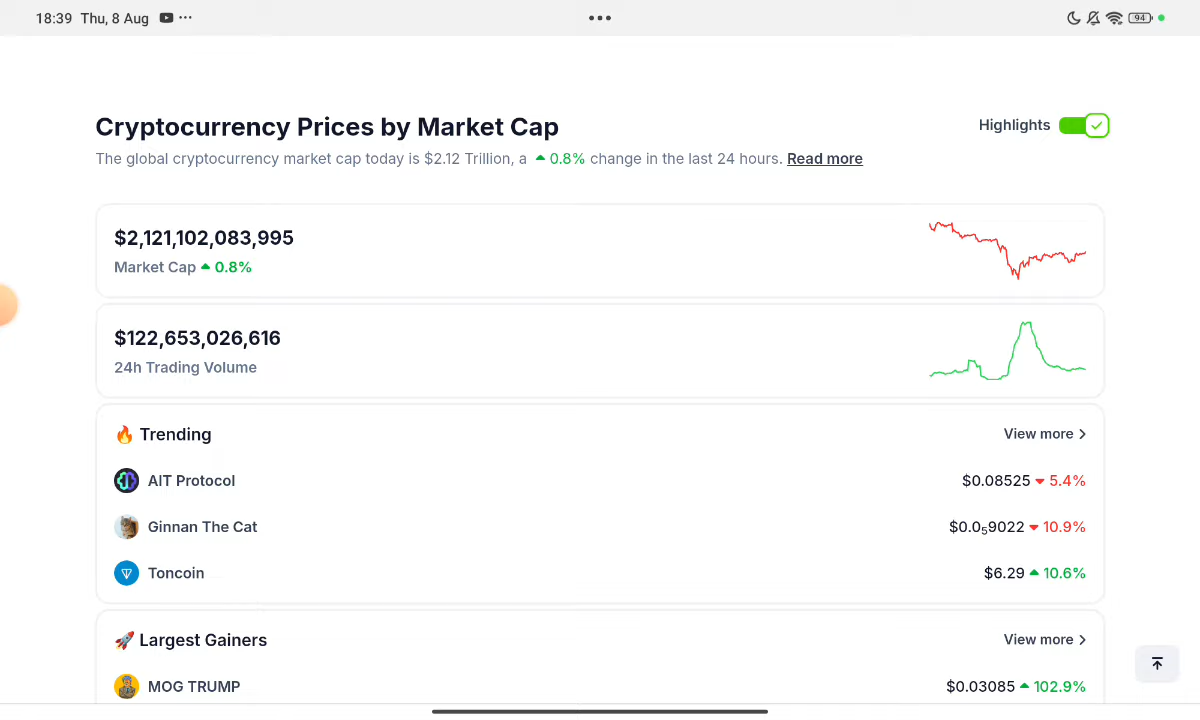 18:39 Thu, 8 Aug
94
Cryptocurrency Prices by Market Cap
Highlights
The global cryptocurrency market cap today is $2.12 Trillion, a 0.8% change in the last 24 hours. Read more
$2,121,102,083,995
Market Cap 0.8%
$122,653,026,616
24h Trading Volume
Trending
View more
AIT Protocol
$0.08525 5.4%
Ginnan The Cat
$0.0₅9022 10.9%
Toncoin
$6.29 10.6%
Largest Gainers
View more
MOG TRUMP
$0.03085 102.9%